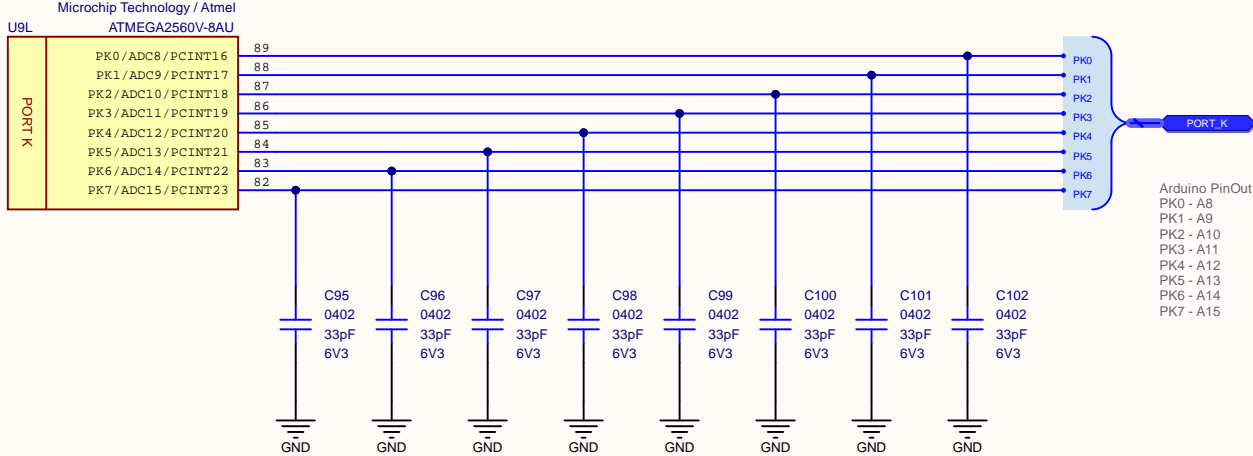 Microchip Technology / Atmel
U9L
ATMEGA2560V-8AU
PORT K
PK0/ADC8/PCINT16
89
PK1/ADC9/PCINT17
88
PK2/ADC10/PCINT18
87
PK3/ADC11/PCINT19
86
PK4/ADC12/PCINT20
85
PK5/ADC13/PCINT21
84
PK6/ADC14/PCINT22
83
PK7/ADC15/PCINT23
82
PK0
PK1
PK2
PK3
PK4
PK5
PK6
PK7
PORT_K
Arduino PinOut
PK0 - A8
PK1 - A9
PK2 - A10
PK3 - A11
PK4 - A12
PK5 - A13
PK6 - A14
PK7 - A15
C95
0402
33pF
6V3
C96
0402
33pF
6V3
C97
0402
33pF
6V3
C98
0402
33pF
6V3
C99
0402
33pF
6V3
C100
0402
33pF
6V3
C101
0402
33pF
6V3
C102
0402
33pF
6V3
GND
GND
GND
GND
GND
GND
GND
GND